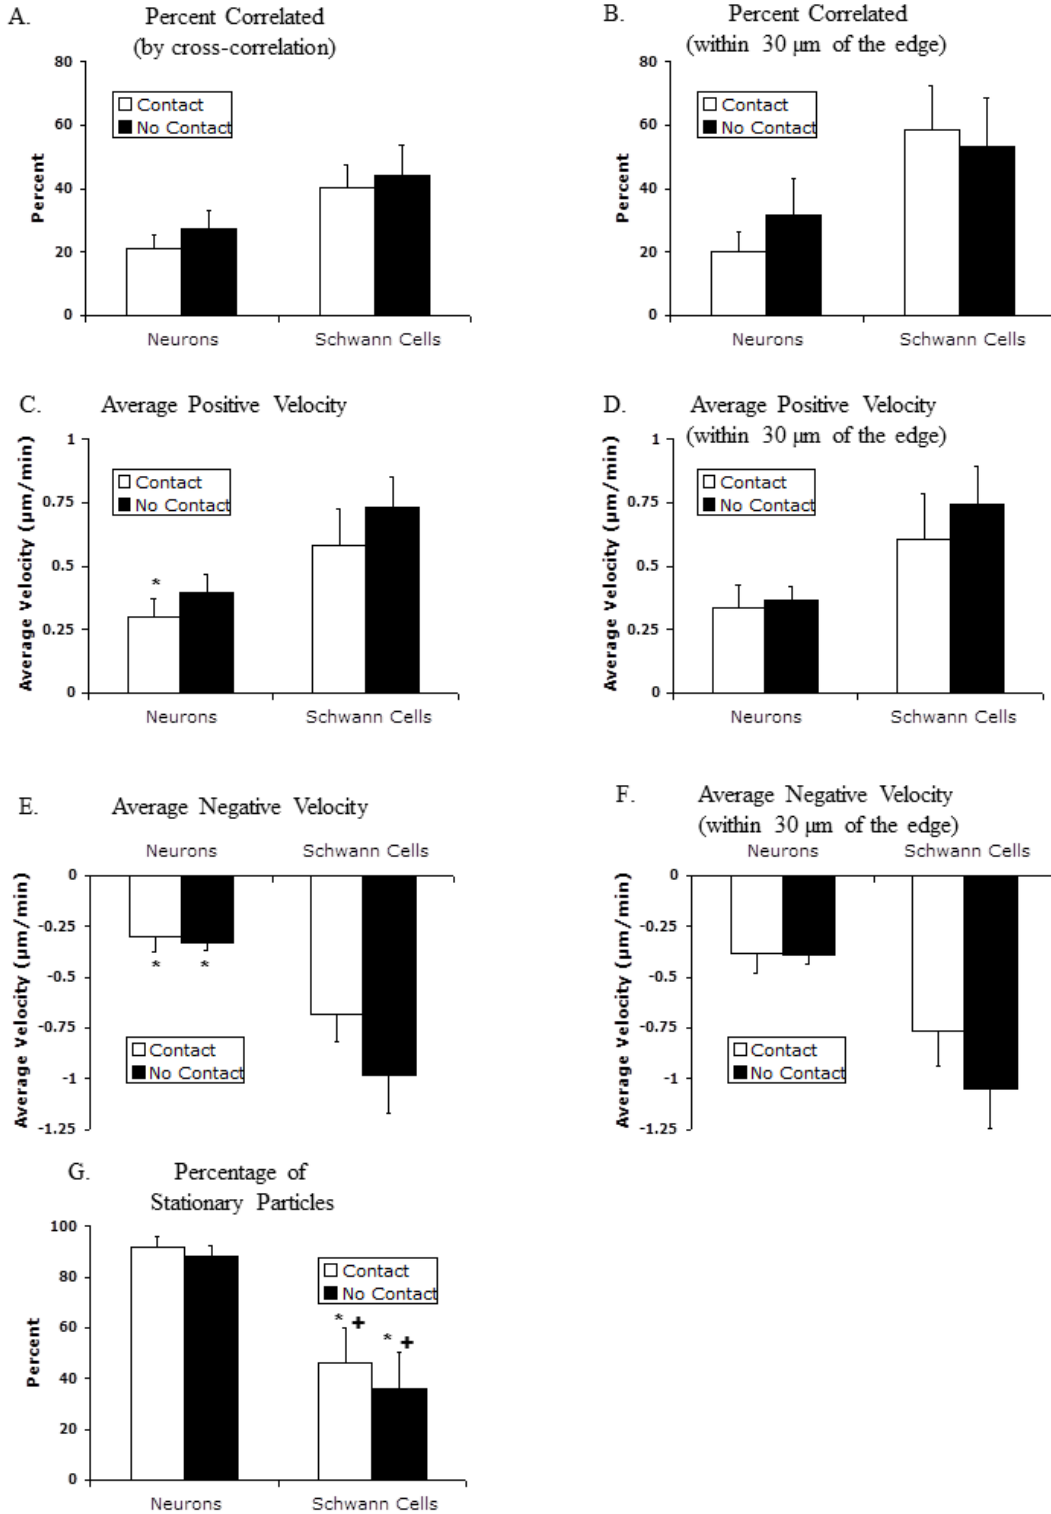 A.
Percent Correlated
(by cross-correlation)
80
60
40
20
0
Percent
Contact
No Contact
Neurons
Schwann Cells
B.
Percent Correlated
(within 30 µm of the edge)
80
60
40
20
0
Percent
Contact
No Contact
Neurons
Schwann Cells
C.
Average Positive Velocity
1
0.75
0.5
0.25
0
Average Velocity (µm/min)
Contact
No Contact
*
Neurons
Schwann Cells
D.
Average Positive Velocity
(within 30 µm of the edge)
1
0.75
0.5
0.25
0
Average Velocity (µm/min)
Contact
No Contact
Neurons
Schwann Cells
E.
Average Negative Velocity
Neurons
Schwann Cells
0
-0.25
-0.5
-0.75
-1
-1.25
Average Velocity (µm/min)
* *
Contact
No Contact
F.
Average Negative Velocity
(within 30 µm of the edge)
Neurons
Schwann Cells
0
-0.25
-0.5
-0.75
-1
-1.25
Average Velocity (µm/min)
Contact
No Contact
G.
Percentage of
Stationary Particles
100
80
60
40
20
0
Percent
Contact
No Contact
* +
* +
Neurons
Schwann Cells